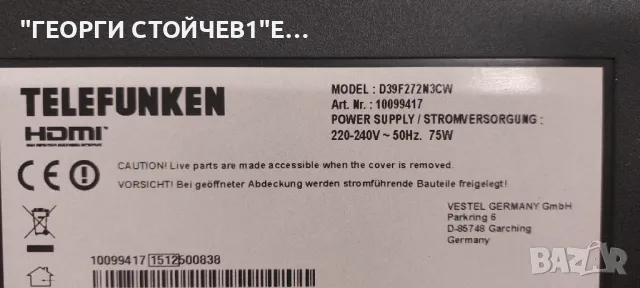 "ГЕОРГИ СТОЙЧЕВ1"Е...
TELEFUNKEN
HDMI
MODEL : D39F272N3CW
Art. Nr. : 10099417
POWER SUPPLY / STROMVERSORGUNG :
220-240V ~ 50Hz. 75W
CAUTION! Live parts are made accessible when the cover is removed.
VORSICHT! Bei geöffneter Abdeckung werden stromführende Bauteile freigelegt!
CE
VESTEL GERMANY GmbH
Parkring 6
D-85748 Garching
Germany
10099417 1512500838
BAZAR